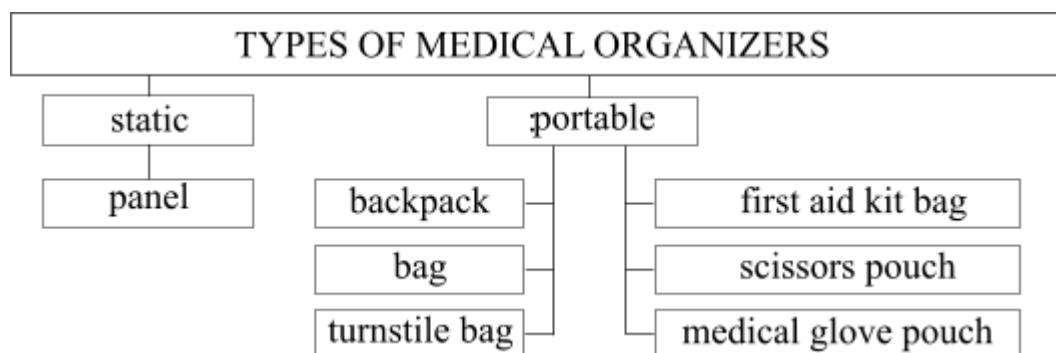 TYPES OF MEDICAL ORGANIZERS
static
:portable
panel
backpack
first aid kit bag
bag
scissors pouch
turnstile bag
medical glove pouch